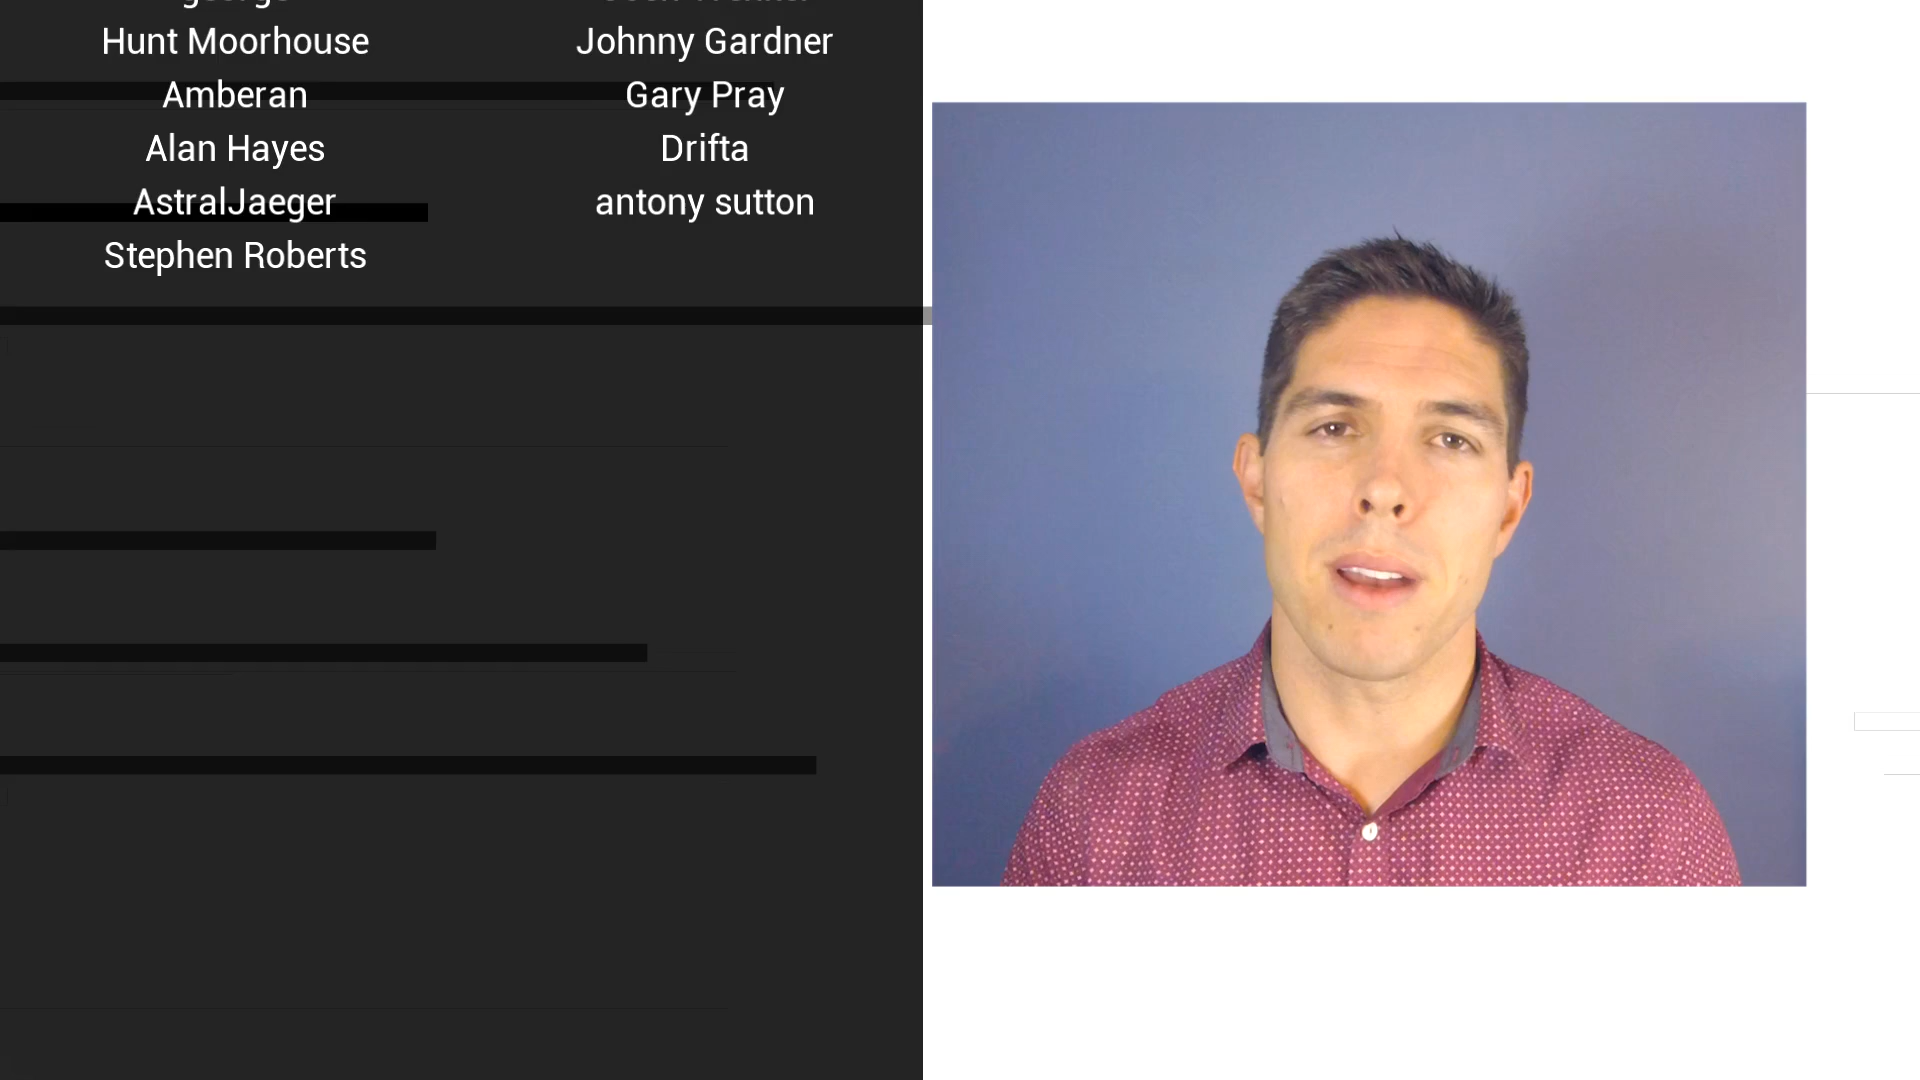 Hunt Moorhouse
Johnny Gardner
Amberan
Gary Pray
Alan Hayes
Drifta
AstralJaeger
antony sutton
Stephen Roberts